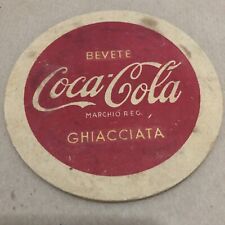 BEVETE
Coca-Cola
MARCHIO REG.
GHIACCIATA